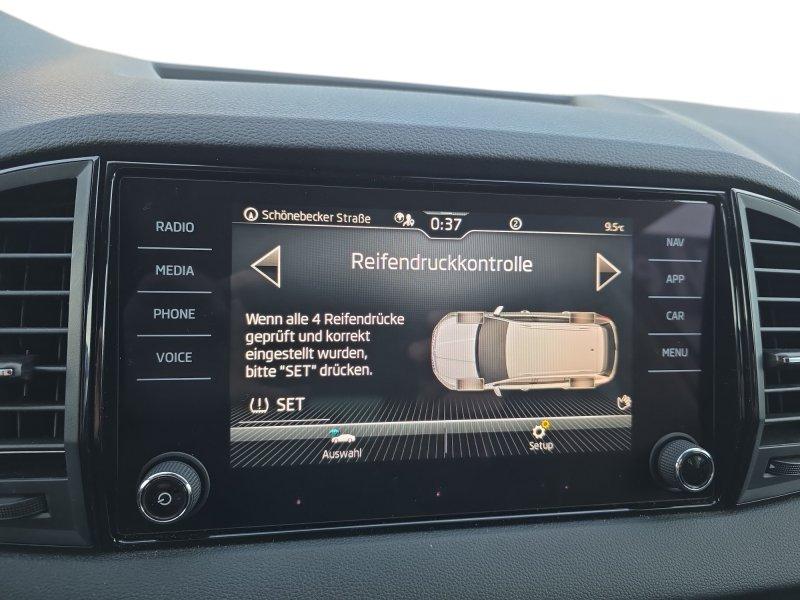 Schönebecker Straße
0:37
2
9.5°C
RADIO
MEDIA
PHONE
VOICE
Reifendruckkontrolle
Wenn alle 4 Reifendrücke
geprüft und korrekt
eingestellt wurden,
bitte "SET" drücken.
SET
Auswahl
Setup
NAV
APP
CAR
MENU